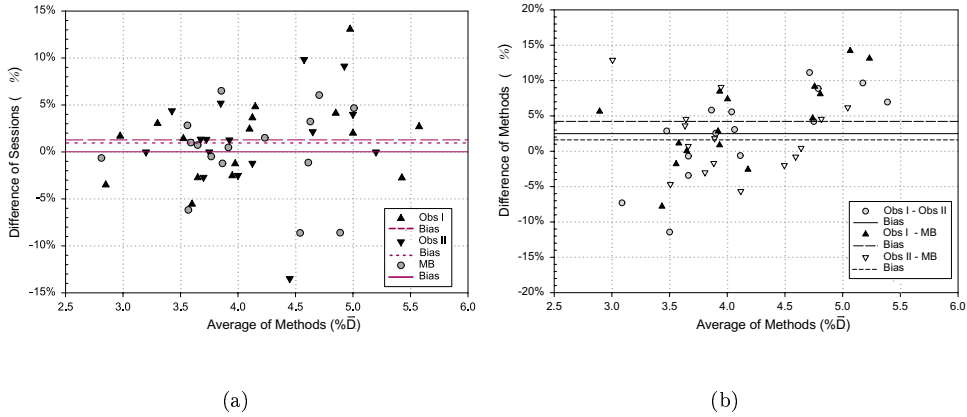 15%
10%
5%
0%
-5%
-10%
-15%
Difference of Sessions ( %)
2.5 3.0 3.5 4.0 4.5 5.0 5.5 6.0
Average of Methods (%D̄)
Obs I
Bias
Obs II
Bias
MB
Bias
(a)
20%
15%
10%
5%
0%
-5%
-10%
-15%
-20%
Difference of Methods ( %)
2.5 3.0 3.5 4.0 4.5 5.0 5.5 6.0
Average of Methods (%D̄)
Obs I - Obs II
Bias
Obs I - MB
Bias
Obs II - MB
Bias
(b)